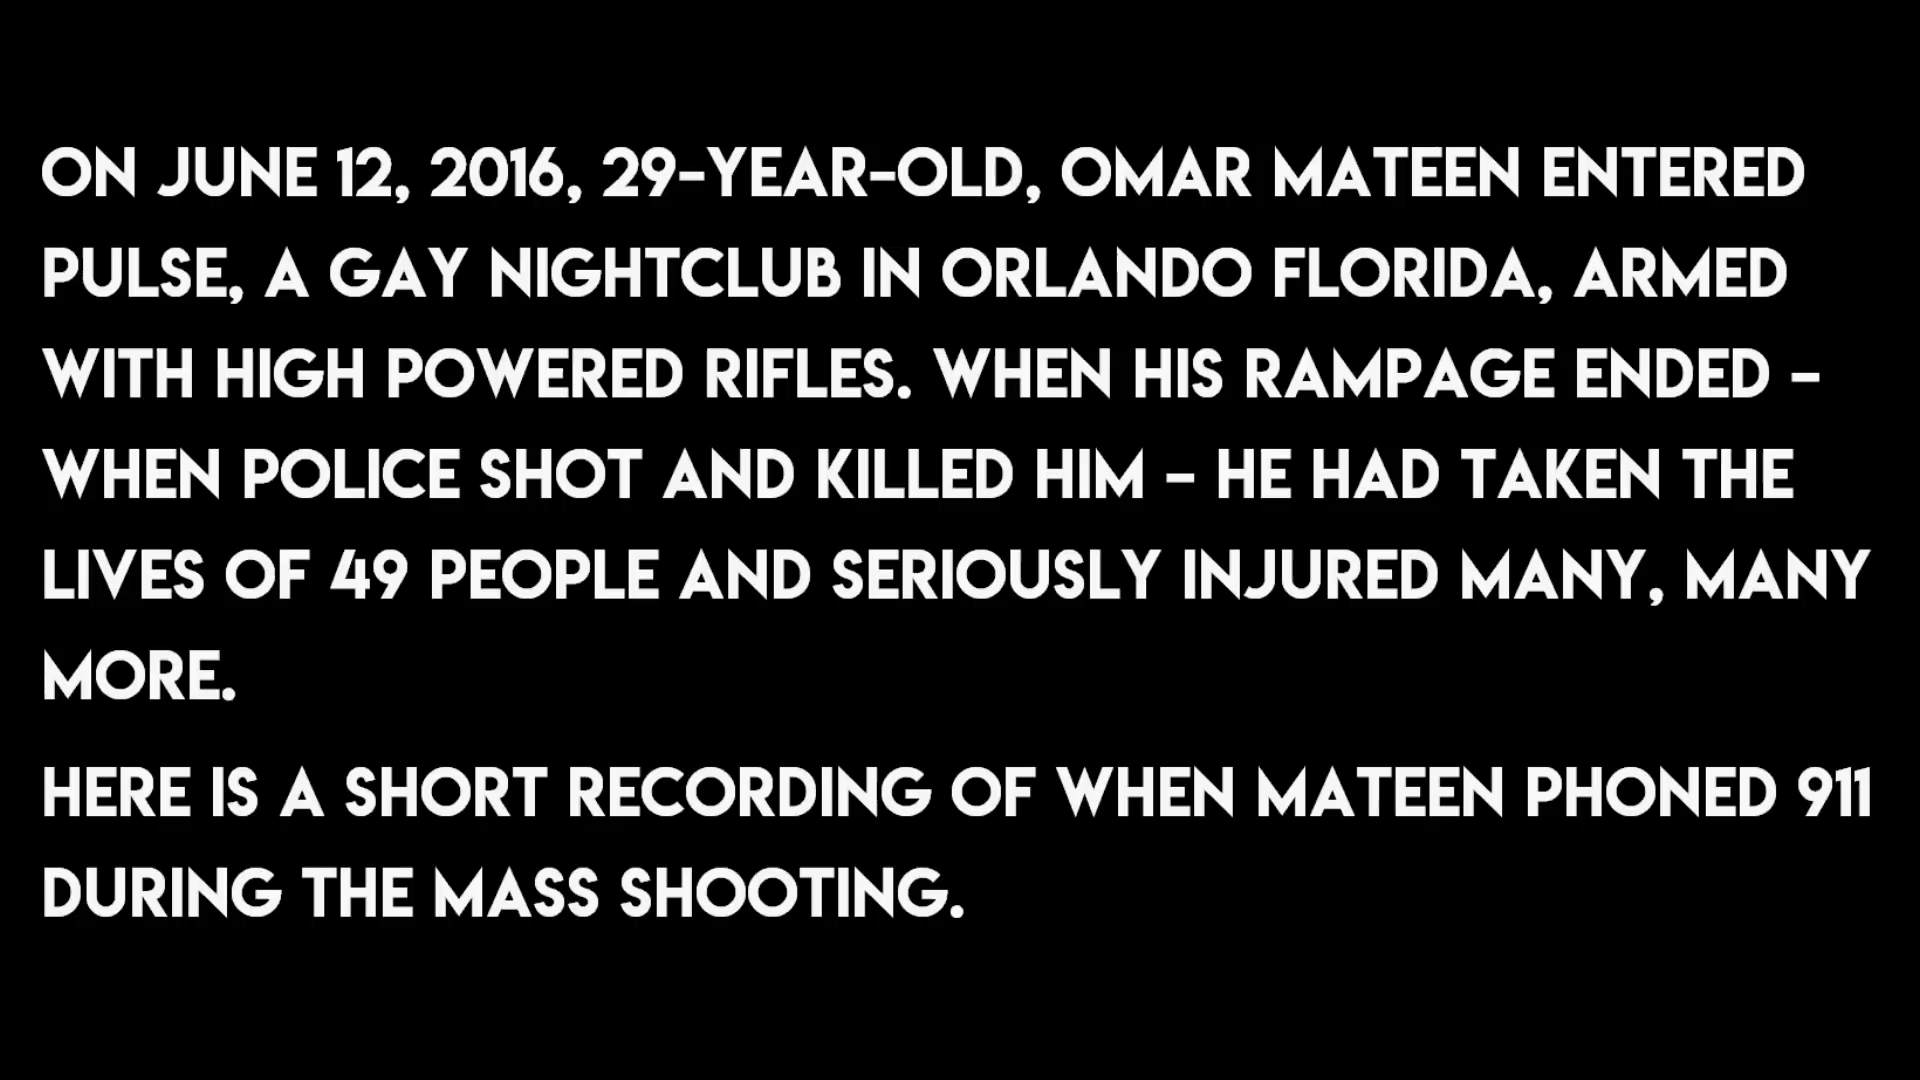 ON JUNE 12, 2016, 29-YEAR-OLD, OMAR MATEEN ENTERED
PULSE, A GAY NIGHTCLUB IN ORLANDO FLORIDA, ARMED
WITH HIGH POWERED RIFLES. WHEN HIS RAMPAGE ENDED -
WHEN POLICE SHOT AND KILLED HIM - HE HAD TAKEN THE
LIVES OF 49 PEOPLE AND SERIOUSLY INJURED MANY, MANY
MORE.
HERE IS A SHORT RECORDING OF WHEN MATEEN PHONED 911
DURING THE MASS SHOOTING.